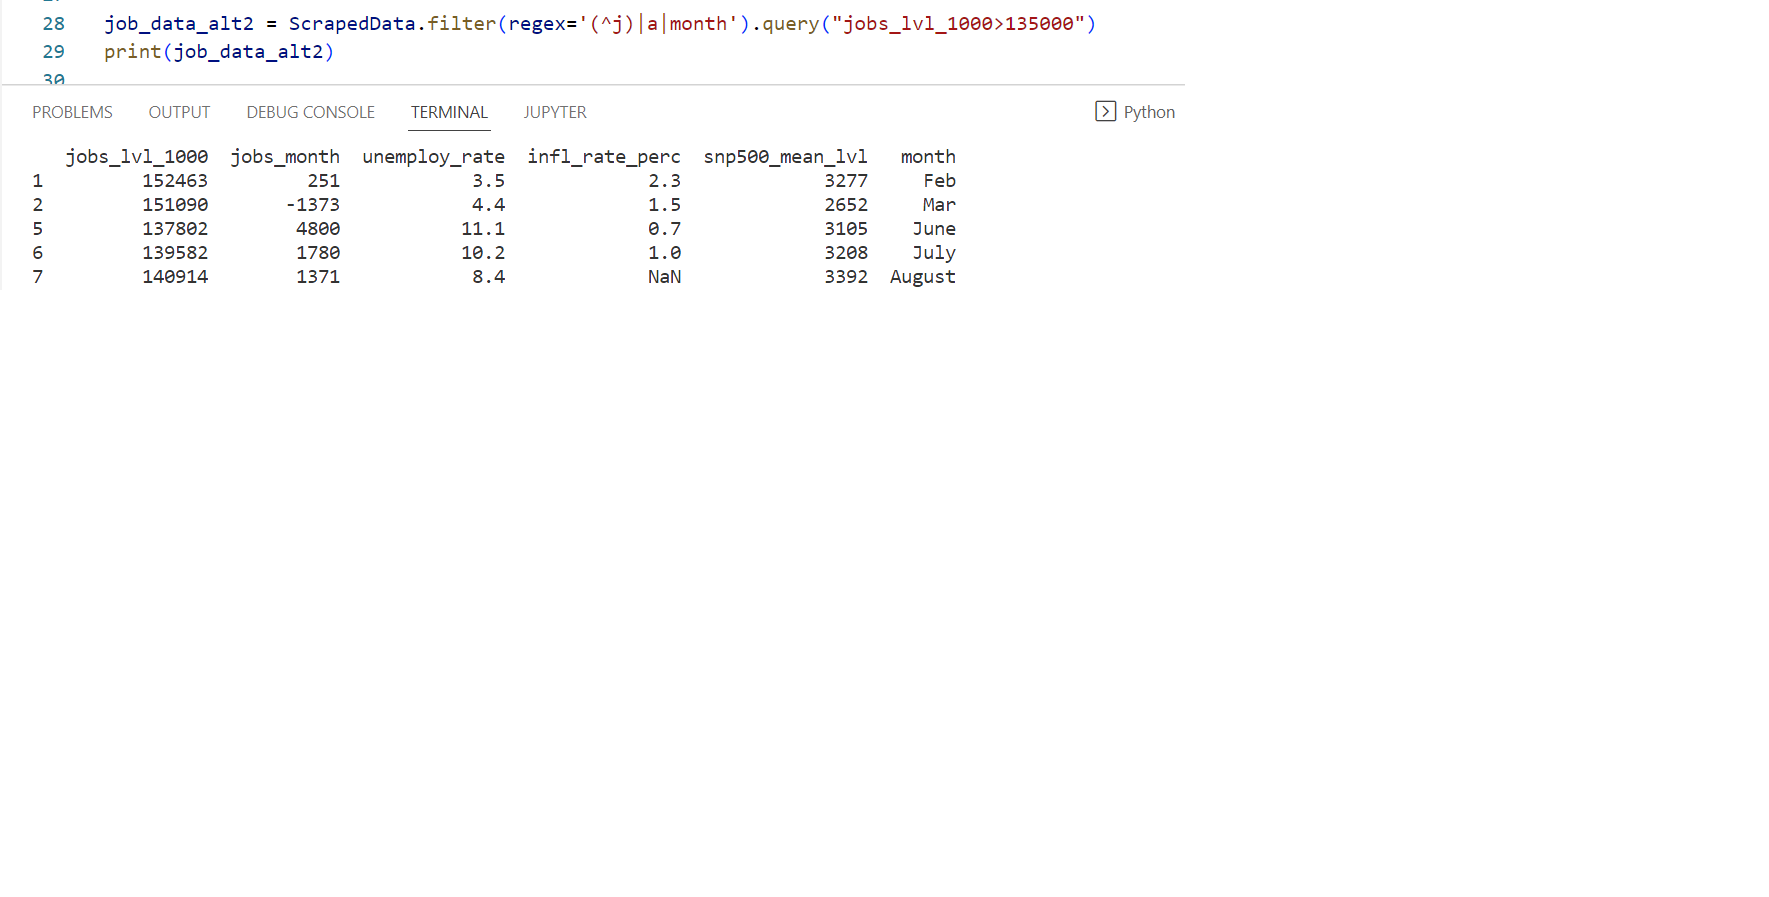 28 job_data_alt2 = ScrapedData.filter(regex='(^j)|a|month').query("jobs_lvl_1000>135000")
29 print(job_data_alt2)
30
PROBLEMS OUTPUT DEBUG CONSOLE TERMINAL JUPYTER Python
jobs_lvl_1000 jobs_month unemploy_rate infl_rate_perc snp500_mean_lvl month
1 152463 251 3.5 2.3 3277 Feb
2 151090 -1373 4.4 1.5 2652 Mar
5 137802 4800 11.1 0.7 3105 June
6 139582 1780 10.2 1.0 3208 July
7 140914 1371 8.4 NaN 3392 August